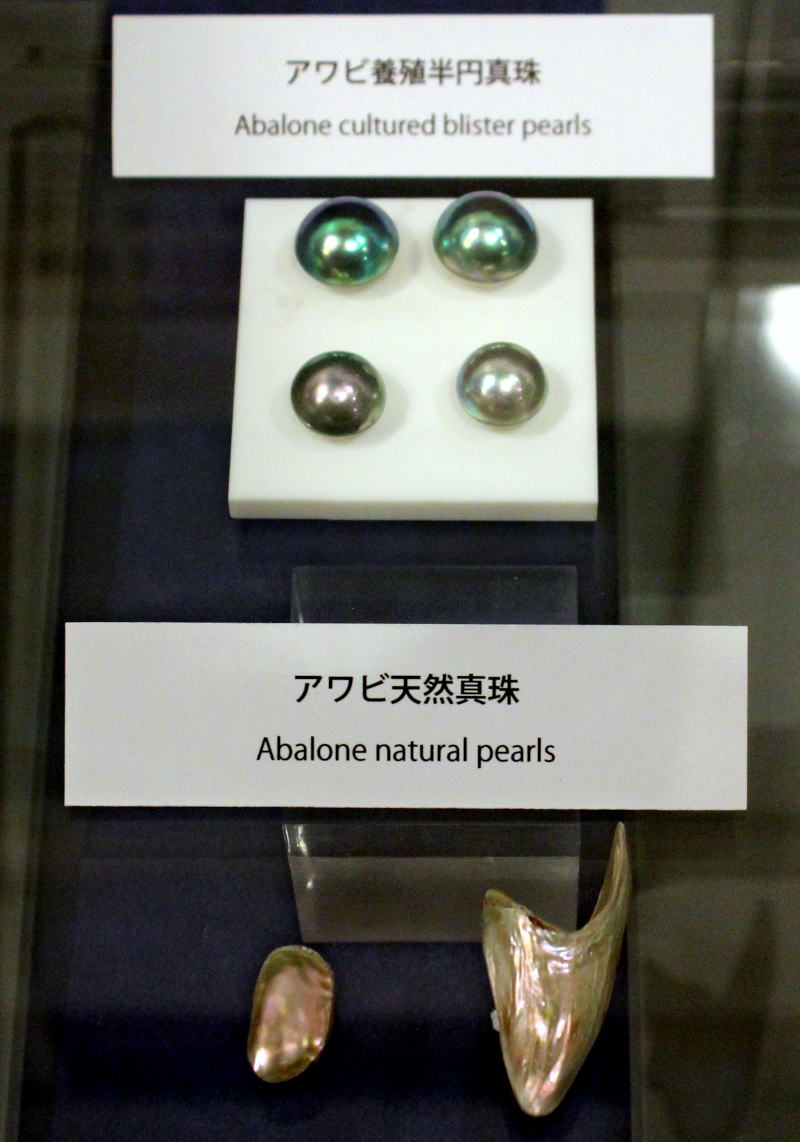 アワビ養殖半円真珠
Abalone cultured blister pearls
アワビ天然真珠
Abalone natural pearls